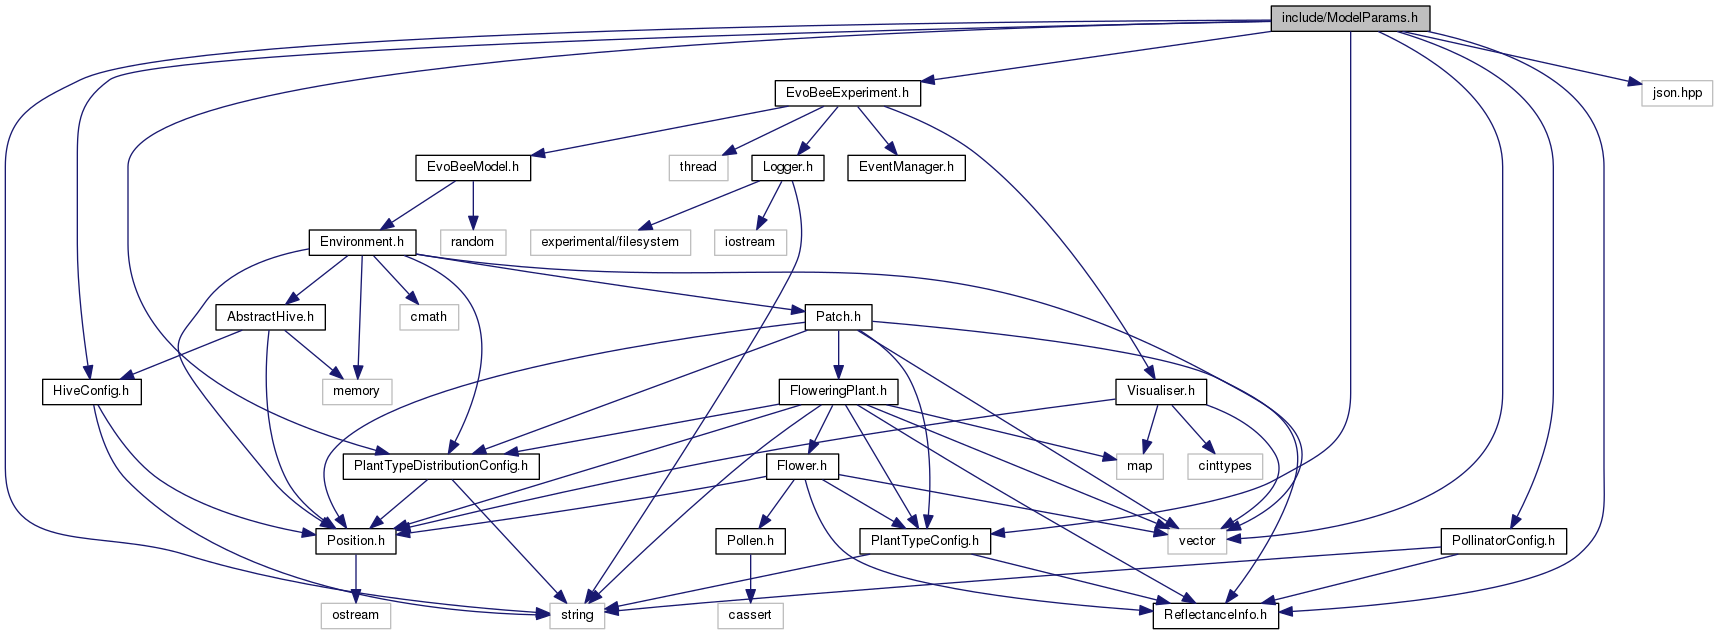 include/ModelParams.h
EvoBeeExperiment.h
json.hpp
EvoBeeModel.h
thread
Logger.h
EventManager.h
Environment.h
random
experimental/filesystem
iostream
AbstractHive.h
cmath
Patch.h
HiveConfig.h
memory
FloweringPlant.h
Visualiser.h
PlantTypeDistributionConfig.h
Flower.h
map
cinttypes
Position.h
Pollen.h
PlantTypeConfig.h
vector
PollinatorConfig.h
ostream
string
cassert
ReflectanceInfo.h